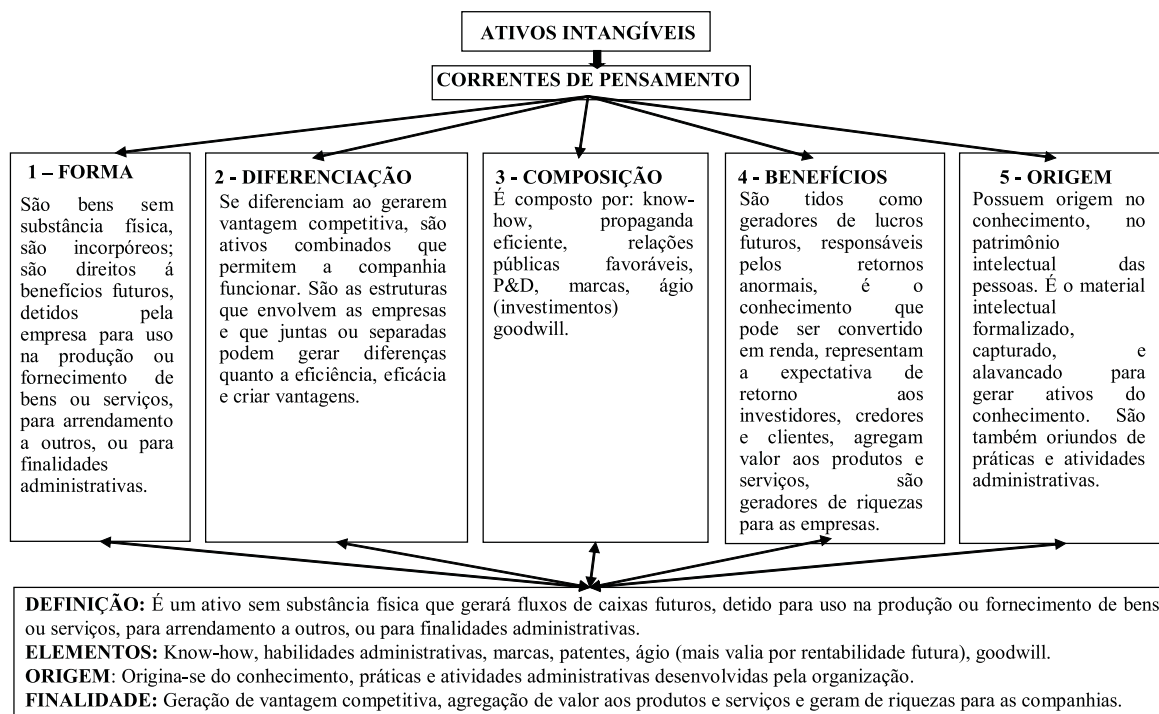 ATIVOS INTANGÍVEIS
CORRENTES DE PENSAMENTO
1 – FORMA
São bens sem
substância física,
são incorpóreos;
são direitos á
benefícios futuros,
detidos pela
empresa para uso
na produção ou
fornecimento de
bens ou serviços,
para arrendamento
a outros, ou para
finalidades
administrativas.
2 - DIFERENCIAÇÃO
Se diferenciam ao gerarem
vantagem competitiva, são
ativos combinados que
permitem a companhia
funcionar. São as estruturas
que envolvem as empresas
e que juntas ou separadas
podem gerar diferenças
quanto a eficiência, eficácia
e criar vantagens.
3 - COMPOSIÇÃO
É composto por: know-
how, propaganda
eficiente, relações
públicas favoráveis,
P&D, marcas, ágio
(investimentos)
goodwill.
4 - BENEFÍCIOS
São tidos como
geradores de lucros
futuros, responsáveis
pelos retornos
anormais, é o
conhecimento que
pode ser convertido
em renda, representam
a expectativa de
retorno aos
investidores, credores
e clientes, agregam
valor aos produtos e
serviços, são
geradores de riquezas
para as empresas.
5 - ORIGEM
Possuem origem no
conhecimento, no
patrimônio
intelectual das
pessoas. É o material
intelectual
formalizado,
capturado, e
alavancado para
gerar ativos do
conhecimento. São
também oriundos de
práticas e atividades
administrativas.
DEFINIÇÃO: É um ativo sem substância física que gerará fluxos de caixas futuros, detido para uso na produção ou fornecimento de bens
ou serviços, para arrendamento a outros, ou para finalidades administrativas.
ELEMENTOS: Know-how, habilidades administrativas, marcas, patentes, ágio (mais valia por rentabilidade futura), goodwill.
ORIGEM: Origina-se do conhecimento, práticas e atividades administrativas desenvolvidas pela organização.
FINALIDADE: Geração de vantagem competitiva, agregação de valor aos produtos e serviços e geram de riquezas para as companhias.